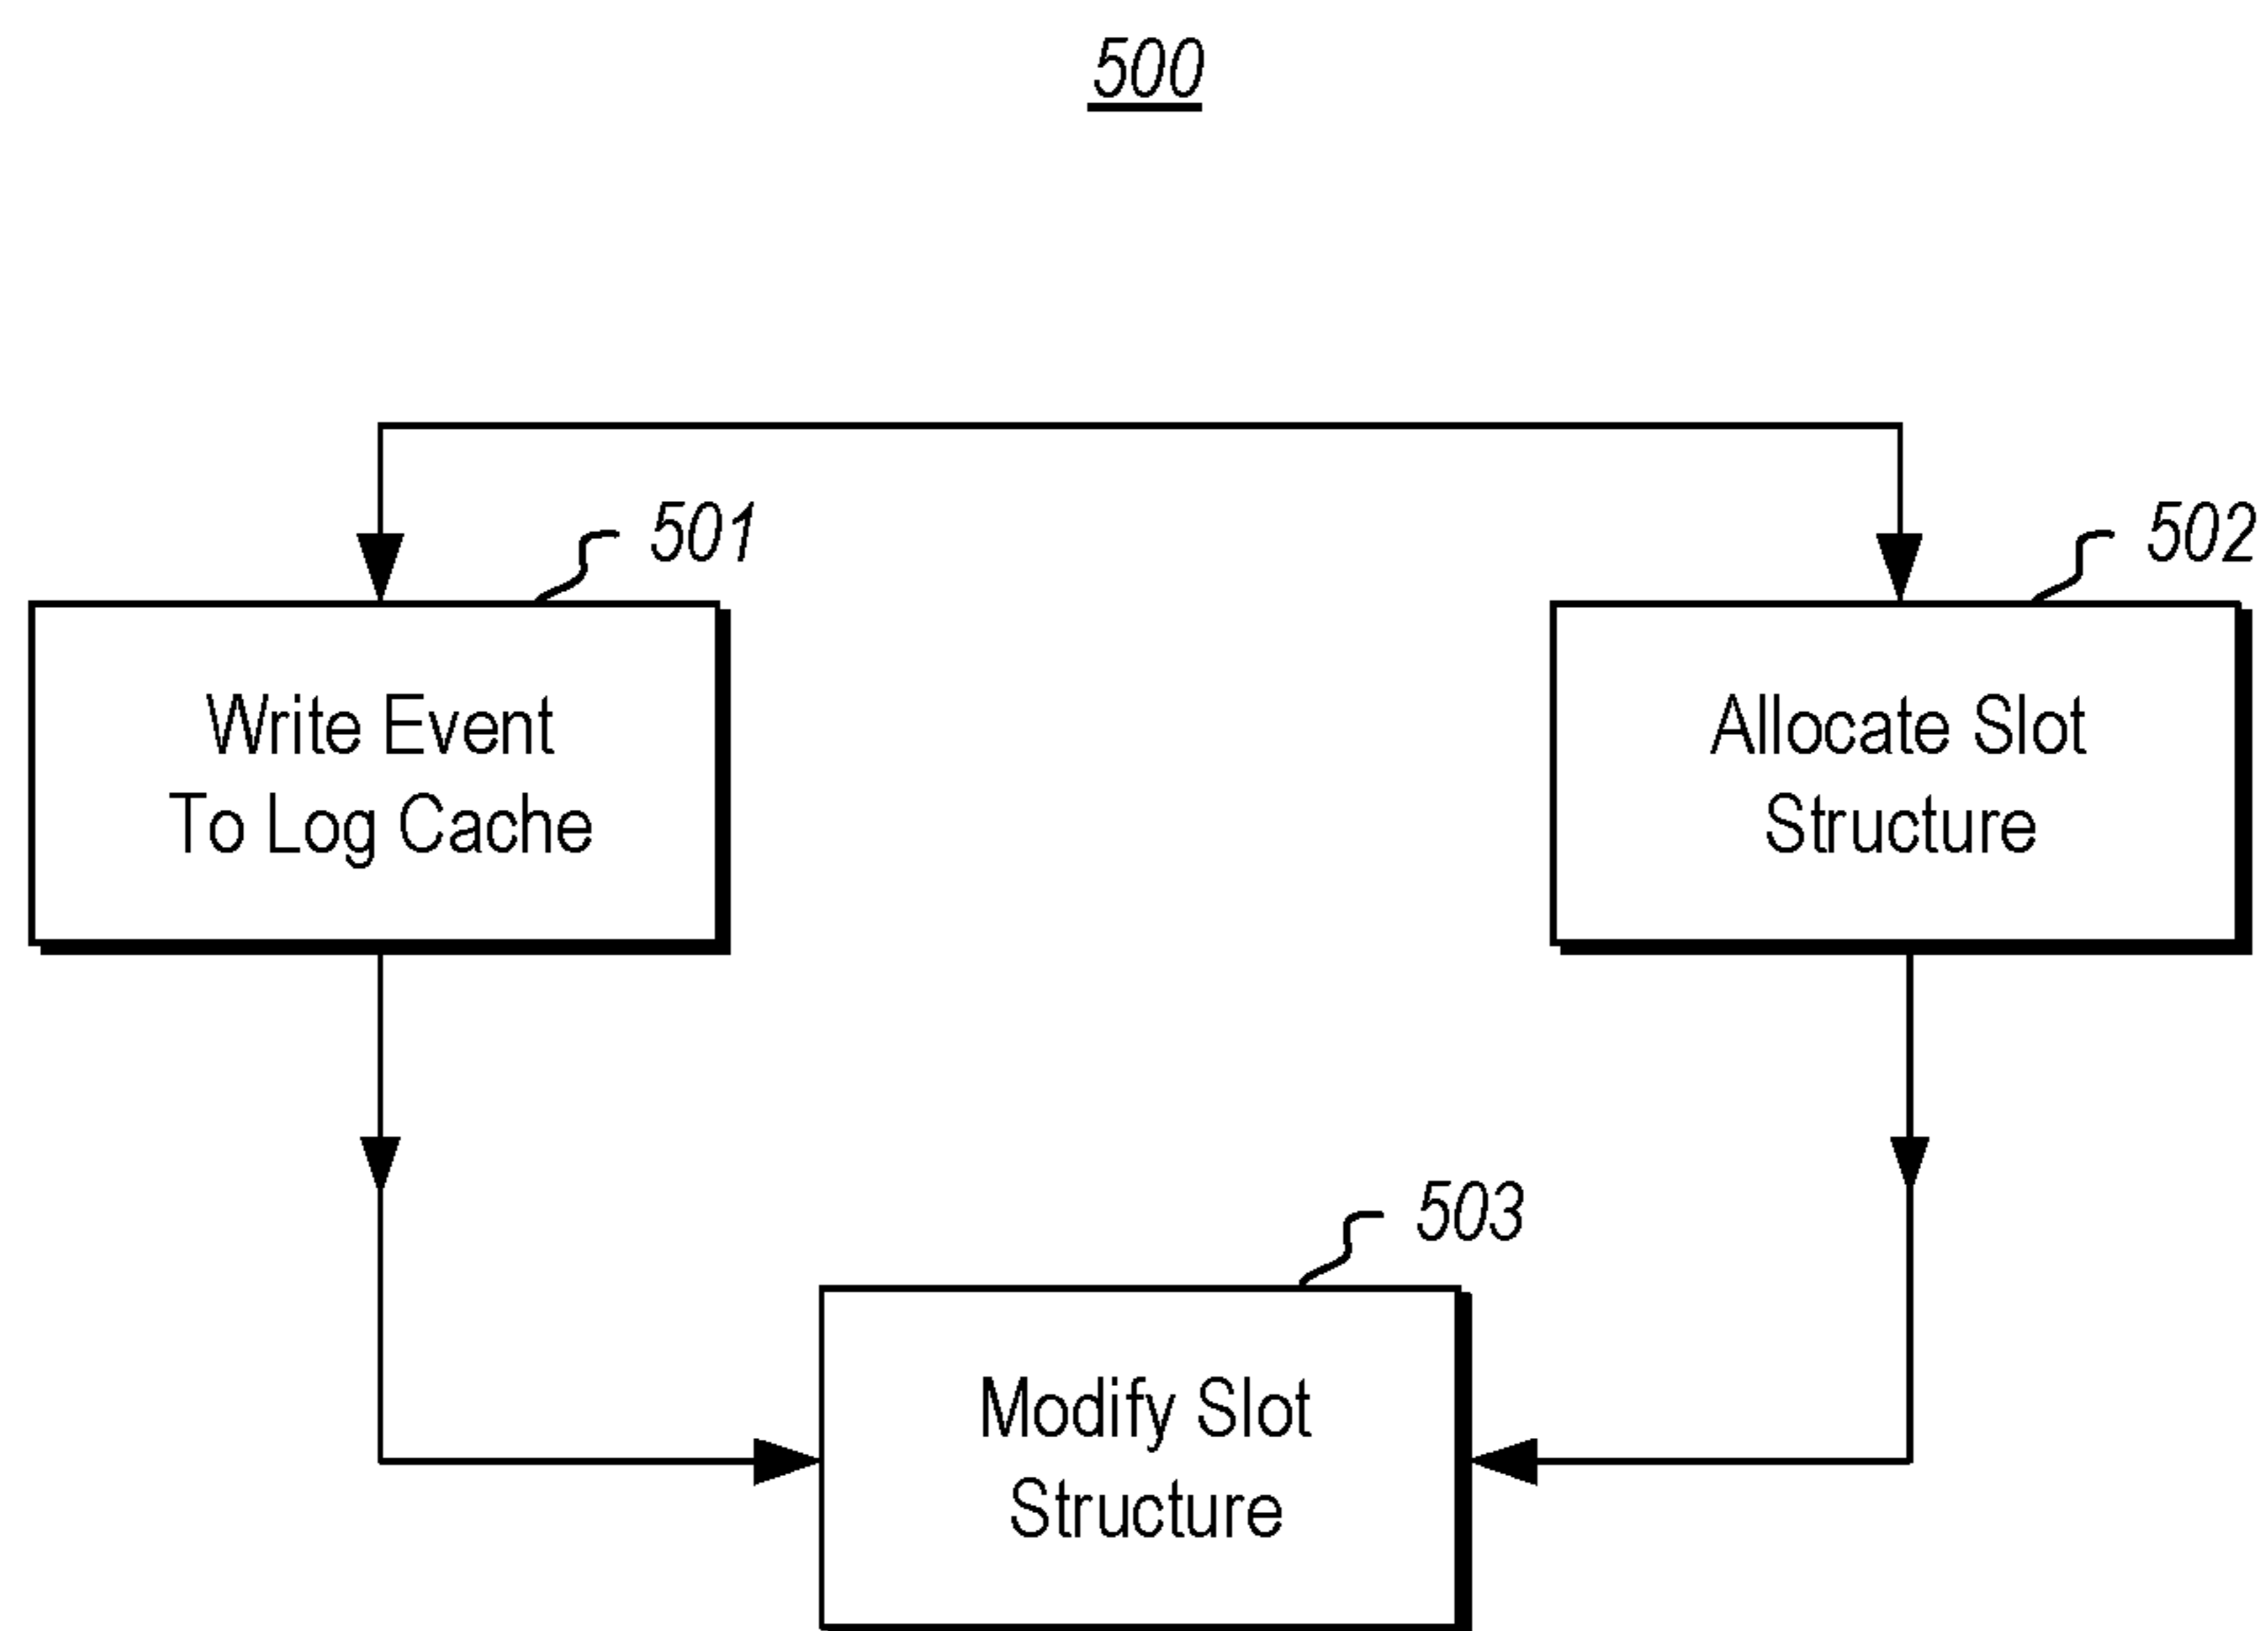 500
501
502
Write Event
To Log Cache
Allocate Slot
Structure
503
Modify Slot
Structure